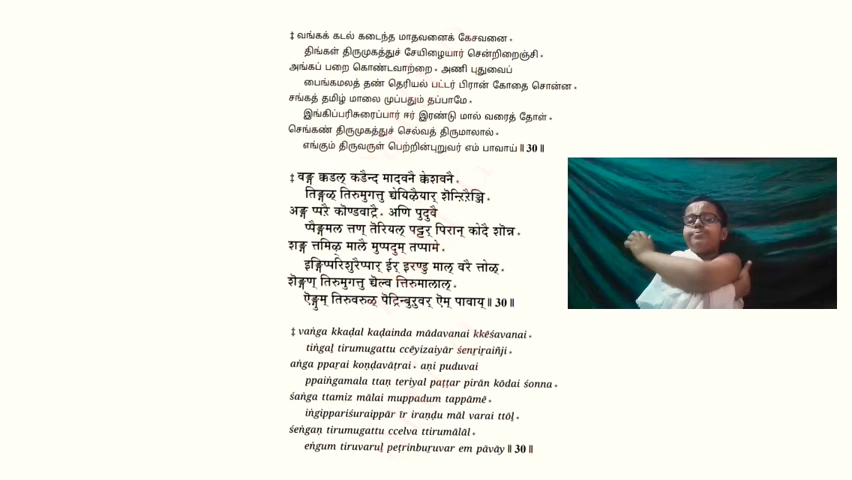 ‡ வங்கக் கடல் கடைந்த மாதவனைக் கேசவனை *
திங்கள் திருமுகத்துச் சேயிழையார் சென்றிறைஞ்சி *
அங்கப் பறை கொண்டவாற்றை * அணி புதுவைப்
பைங்கமலத் தண் தெரியல் பட்டர் பிரான் கோதை சொன்ன *
சங்கத் தமிழ் மாலை முப்பதும் தப்பாமே *
இங்கிப்பரிசுரைப்பார் ஈர் இரண்டு மால் வரைத் தோள் *
செங்கண் திருமுகத்துச் செல்வத் திருமாலால் *
எங்கும் திருவருள் பெற்றின்புறுவர் எம் பாவாய் ‖ 30 ‖
‡ वङ्ग क्कडल् कडैन्द मादवनै क्केशवनै *
तिङ्गळ् तिरुमुगत्तु च्चेयिऴैयार् शॆन्ऱिऱैञ्जि *
अङ्ग प्पऱै कॊण्डवाट्रै * अणि पुदुवै
प्पैङ्गमल त्तण् तॆरियल् पट्टर् पिरान् कोदै शॊन्न *
शङ्ग त्तमिऴ् मालै मुप्पदुम् तप्पामे *
इङ्गिप्परिशुरैप्पार् ईर् इरण्डु माल् वरै त्तोळ् *
शॆङ्गण् तिरुमुगत्तु च्चॆल्व त्तिरुमालाल् *
ऎङ्गुम् तिरुवरुळ् पॆट्रिन्बुऱुवर् ऎम् पावाय् ‖ 30 ‖
‡ vaṅga kkaḍal kaḍainda mādavanai kkēśavanai *
tiṅgaḷ tirumugattu ccēyizaiyār śenṟiṟaiñji *
aṅga ppaṟai koṇḍavāṭrai * aṇi puduvai
ppaiṅgamala ttaṇ teriyal paṭṭar pirān kōdai śonna *
śaṅga ttamiz mālai muppadum tappāmē *
iṅgippariśuraippār īr iraṇḍu māl varai ttōḷ *
śeṅgaṇ tirumugattu ccelva ttirumālāl *
eṅgum tiruvaruḷ peṭrinbuṟuvar em pāvāy ‖ 30 ‖